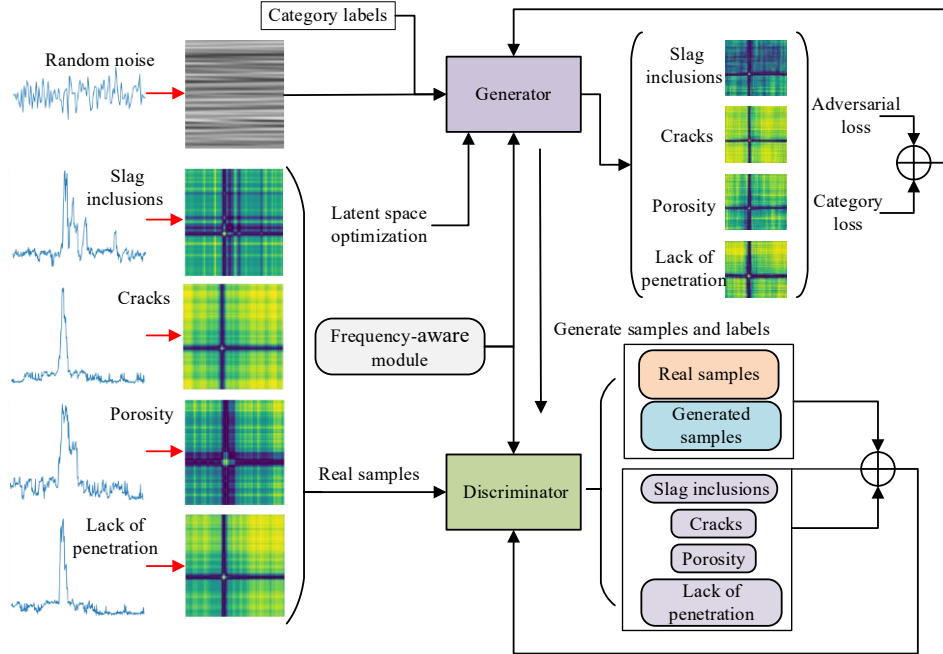 Category labels
Random noise
Generator
Slag
inclusions
Cracks
Porosity
Lack of
penetration
Adversarial
loss
Category
loss
Slag
inclusions
Latent space
optimization
Cracks
Frequency-aware
module
Porosity
Real samples
Lack of
penetration
Discriminator
Generate samples and labels
Real samples
Generated
samples
Slag inclusions
Cracks
Porosity
Lack of
penetration